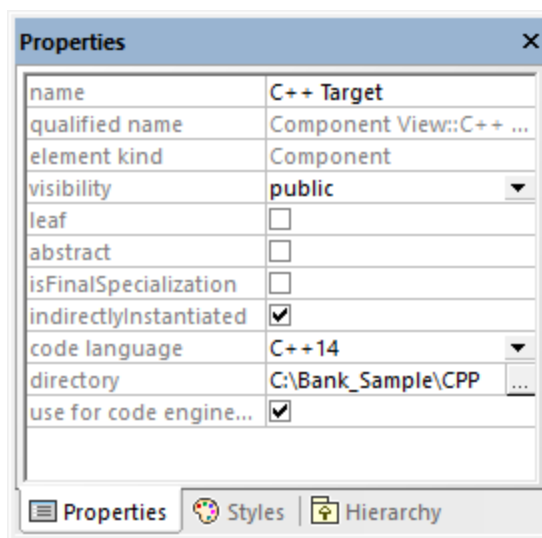 Properties
name C++ Target
qualified name Component View::C++ ...
element kind Component
visibility public
leaf
abstract
isFinalSpecialization
indirectlyInstantiated
code language C++14
directory C:\Bank_Sample\CPP ...
use for code engine...
Properties Styles Hierarchy